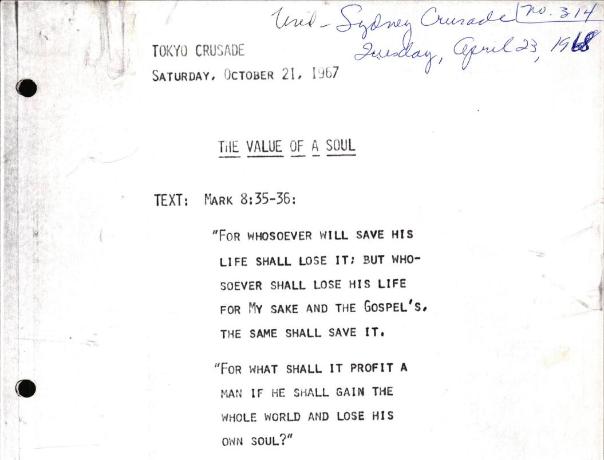 Used - Sydney Crusade No. 314
Tuesday, April 23, 1968
TOKYO CRUSADE
SATURDAY, OCTOBER 21, 1967
THE VALUE OF A SOUL
TEXT: MARK 8:35-36:
"FOR WHOSOEVER WILL SAVE HIS
LIFE SHALL LOSE IT; BUT WHO-
SOEVER SHALL LOSE HIS LIFE
FOR MY SAKE AND THE GOSPEL'S,
THE SAME SHALL SAVE IT.
"FOR WHAT SHALL IT PROFIT A
MAN IF HE SHALL GAIN THE
WHOLE WORLD AND LOSE HIS
OWN SOUL?"